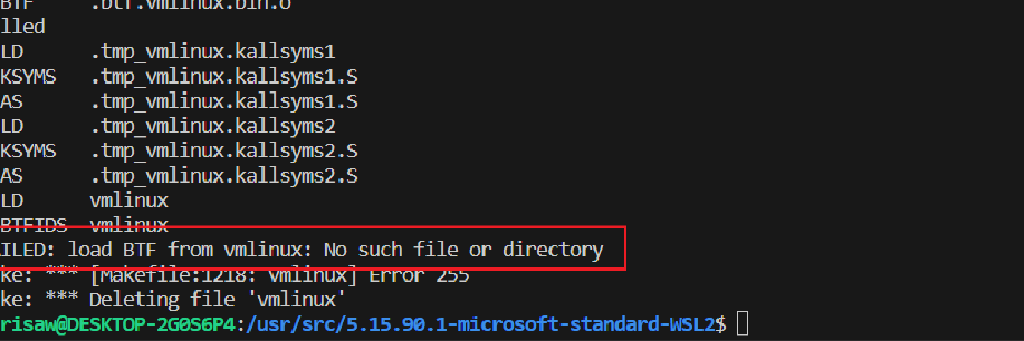 BTF     .btf.vmlinux.bin.o
lled
LD      .tmp_vmlinux.kallsyms1
KSYMS   .tmp_vmlinux.kallsyms1.S
AS      .tmp_vmlinux.kallsyms1.S
LD      .tmp_vmlinux.kallsyms2
KSYMS   .tmp_vmlinux.kallsyms2.S
AS      .tmp_vmlinux.kallsyms2.S
LD      vmlinux
BTFIDS  vmlinux
ILED: load BTF from vmlinux: No such file or directory
ke: *** [Makefile:1218: vmlinux] Error 255
ke: *** Deleting file 'vmlinux'
risaw@DESKTOP-2G0S6P4:/usr/src/5.15.90.1-microsoft-standard-WSL2$